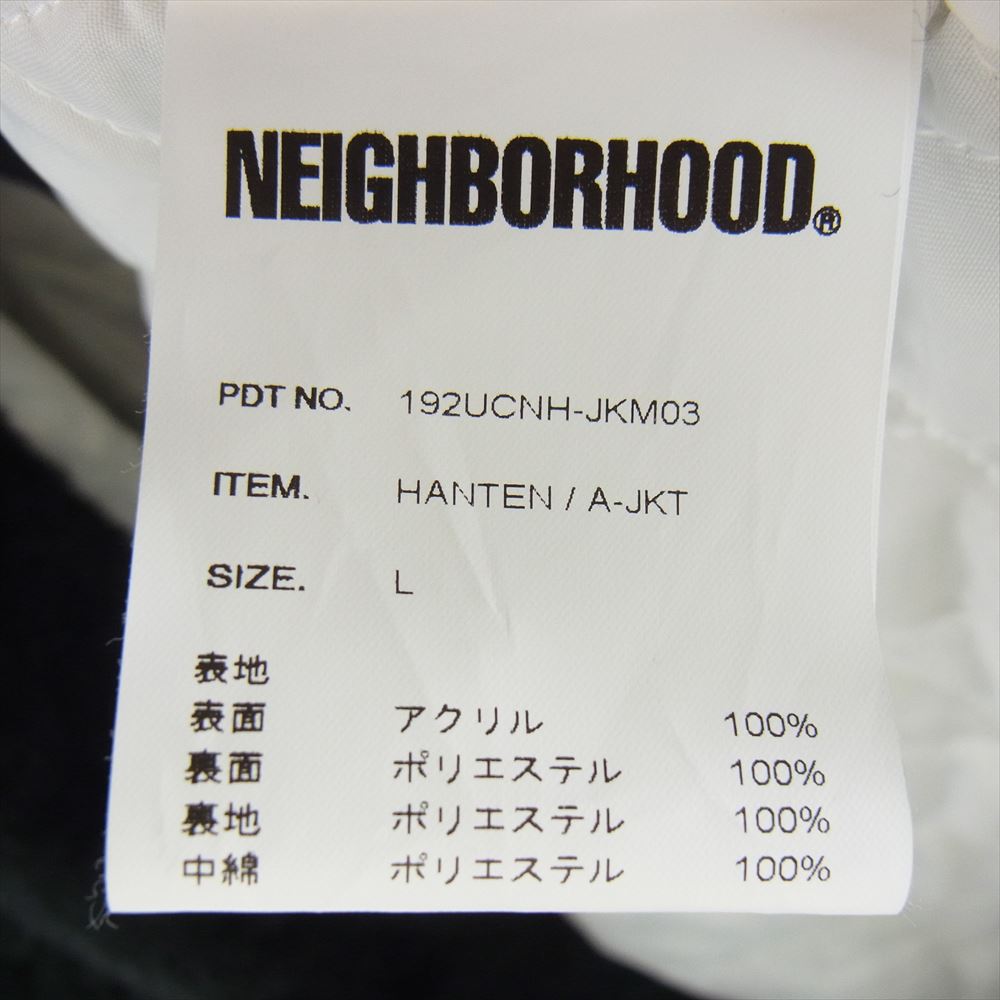 NEIGHBORHOOD®
PDT NO. 192UCNH-JKM03
ITEM. HANTEN / A-JKT
SIZE. L
表地
表面 アクリル 100%
裏面 ポリエステル 100%
裏地 ポリエステル 100%
中綿 ポリエステル 100%